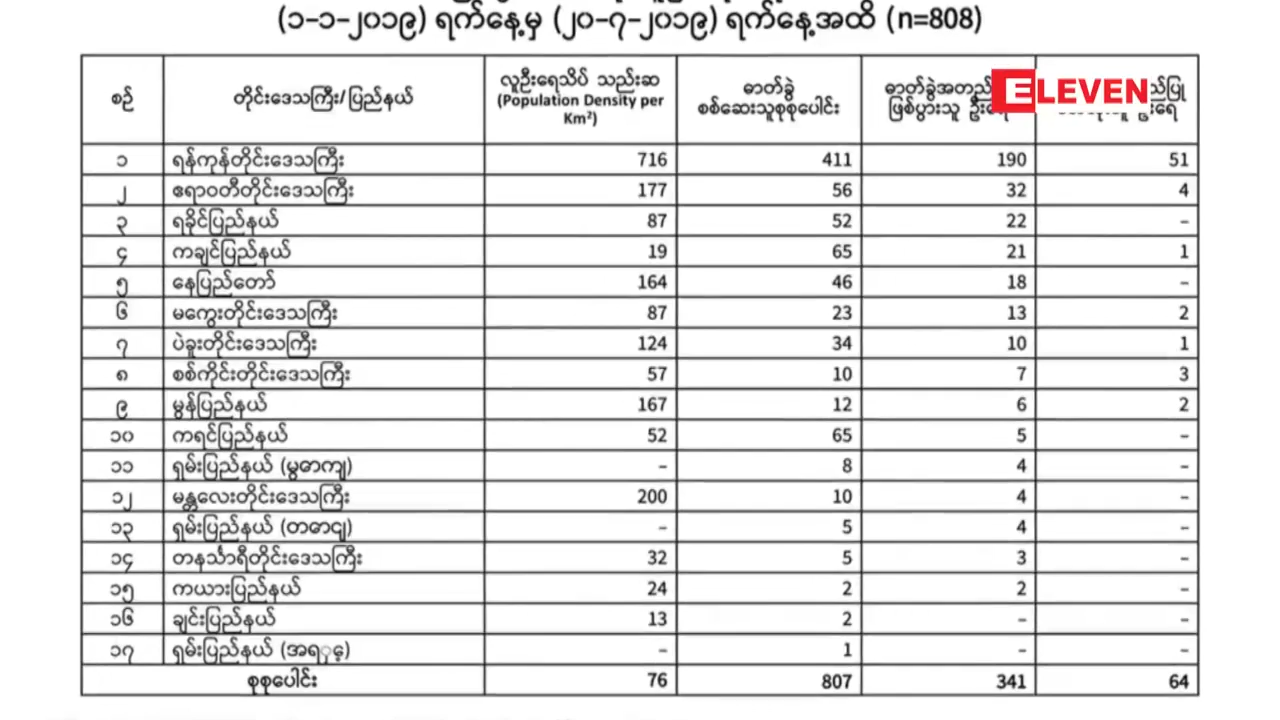 (၁-၁-၂၀၁၉) ရက်နေ့မှ (၂၀-၇-၂၀၁၉) ရက်နေ့အထိ (n=808)
စဉ် တိုင်းဒေသကြီး/ပြည်နယ် လူဦးရေသိပ် သည်းဆ (Population Density per Km²) ဓာတ်ခွဲ စစ်ဆေးသူစုစုပေါင်း ဓာတ်ခွဲအတည် ဖြစ်ပွားသူ ဦးရေ
ELEVEN
၁ ရန်ကုန်တိုင်းဒေသကြီး 716 411 190 51
၂ ဧရာဝတီတိုင်းဒေသကြီး 177 56 32 4
၃ ရခိုင်ပြည်နယ် 87 52 22 -
၄ ကချင်ပြည်နယ် 19 65 21 1
၅ နေပြည်တော် 164 46 18 -
၆ မကွေးတိုင်းဒေသကြီး 87 23 13 2
၇ ပဲခူးတိုင်းဒေသကြီး 124 34 10 1
၈ စစ်ကိုင်းတိုင်းဒေသကြီး 57 10 7 3
၉ မွန်ပြည်နယ် 167 12 6 2
၁၀ ကရင်ပြည်နယ် 52 65 5 -
၁၁ ရှမ်းပြည်နယ် - 8 4 -
၁၂ မန္တလေးတိုင်းဒေသကြီး 200 10 4 -
၁၃ ရှမ်းပြည်နယ် - 5 4 -
၁၄ တနင်္သာရီတိုင်းဒေသကြီး 32 5 3 -
၁၅ ကယားပြည်နယ် 24 2 2 -
၁၆ ချင်းပြည်နယ် 13 2 - -
၁၇ ရှမ်းပြည်နယ် - 1 - -
စုစုပေါင်း 76 807 341 64